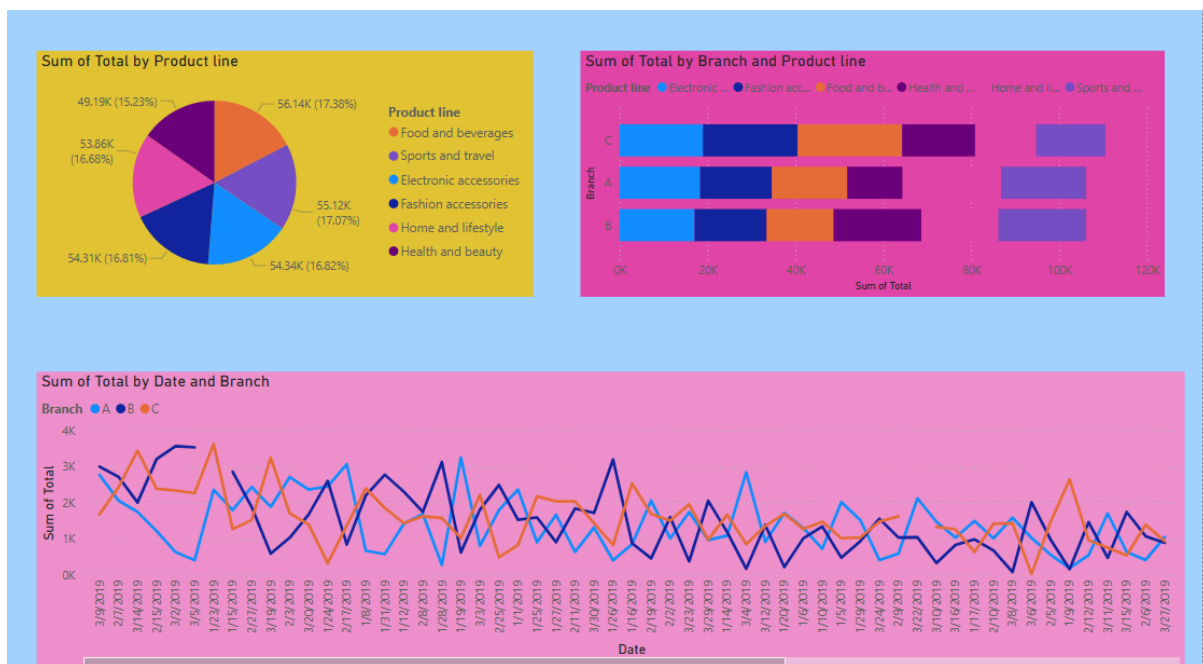 Sum of Total by Product line
49.19K (15.23%)
56.14K (17.38%)
53.86K
(16.68%)
55.12K
(17.07%)
54.31K (16.81%)
54.34K (16.82%)
Product line
Food and beverages
Sports and travel
Electronic accessories
Fashion accessories
Home and lifestyle
Health and beauty
Sum of Total by Branch and Product line
Product line Electronic ... Fashion acc... Food and b... Health and ... Home and li... Sports and ...
Branch
C
A
B
0K 20K 40K 60K 80K 100K 120K
Sum of Total
Sum of Total by Date and Branch
Branch A B C
Sum of Total
4K
3K
2K
1K
0K
3/9/2019 2/7/2019 3/14/2019 2/15/2019 3/2/2019 3/5/2019 1/23/2019 1/15/2019 2/27/2019 3/19/2019 2/3/2019 3/20/2019 1/24/2019 2/17/2019 1/8/2019 1/31/2019 1/12/2019 2/8/2019 1/28/2019 1/19/2019 3/3/2019 2/25/2019 1/1/2019 1/25/2019 1/27/2019 2/11/2019 3/30/2019 1/26/2019 1/16/2019 2/19/2019 2/22/2019 3/23/2019 3/29/2019 1/14/2019 3/4/2019 3/12/2019 1/20/2019 1/6/2019 1/10/2019 1/5/2019 1/29/2019 3/24/2019 2/9/2019 3/22/2019 3/10/2019 3/16/2019 1/17/2019 2/10/2019 3/8/2019 3/6/2019 2/5/2019 1/9/2019 2/12/2019 3/11/2019 3/15/2019 2/6/2019 3/27/2019
Date